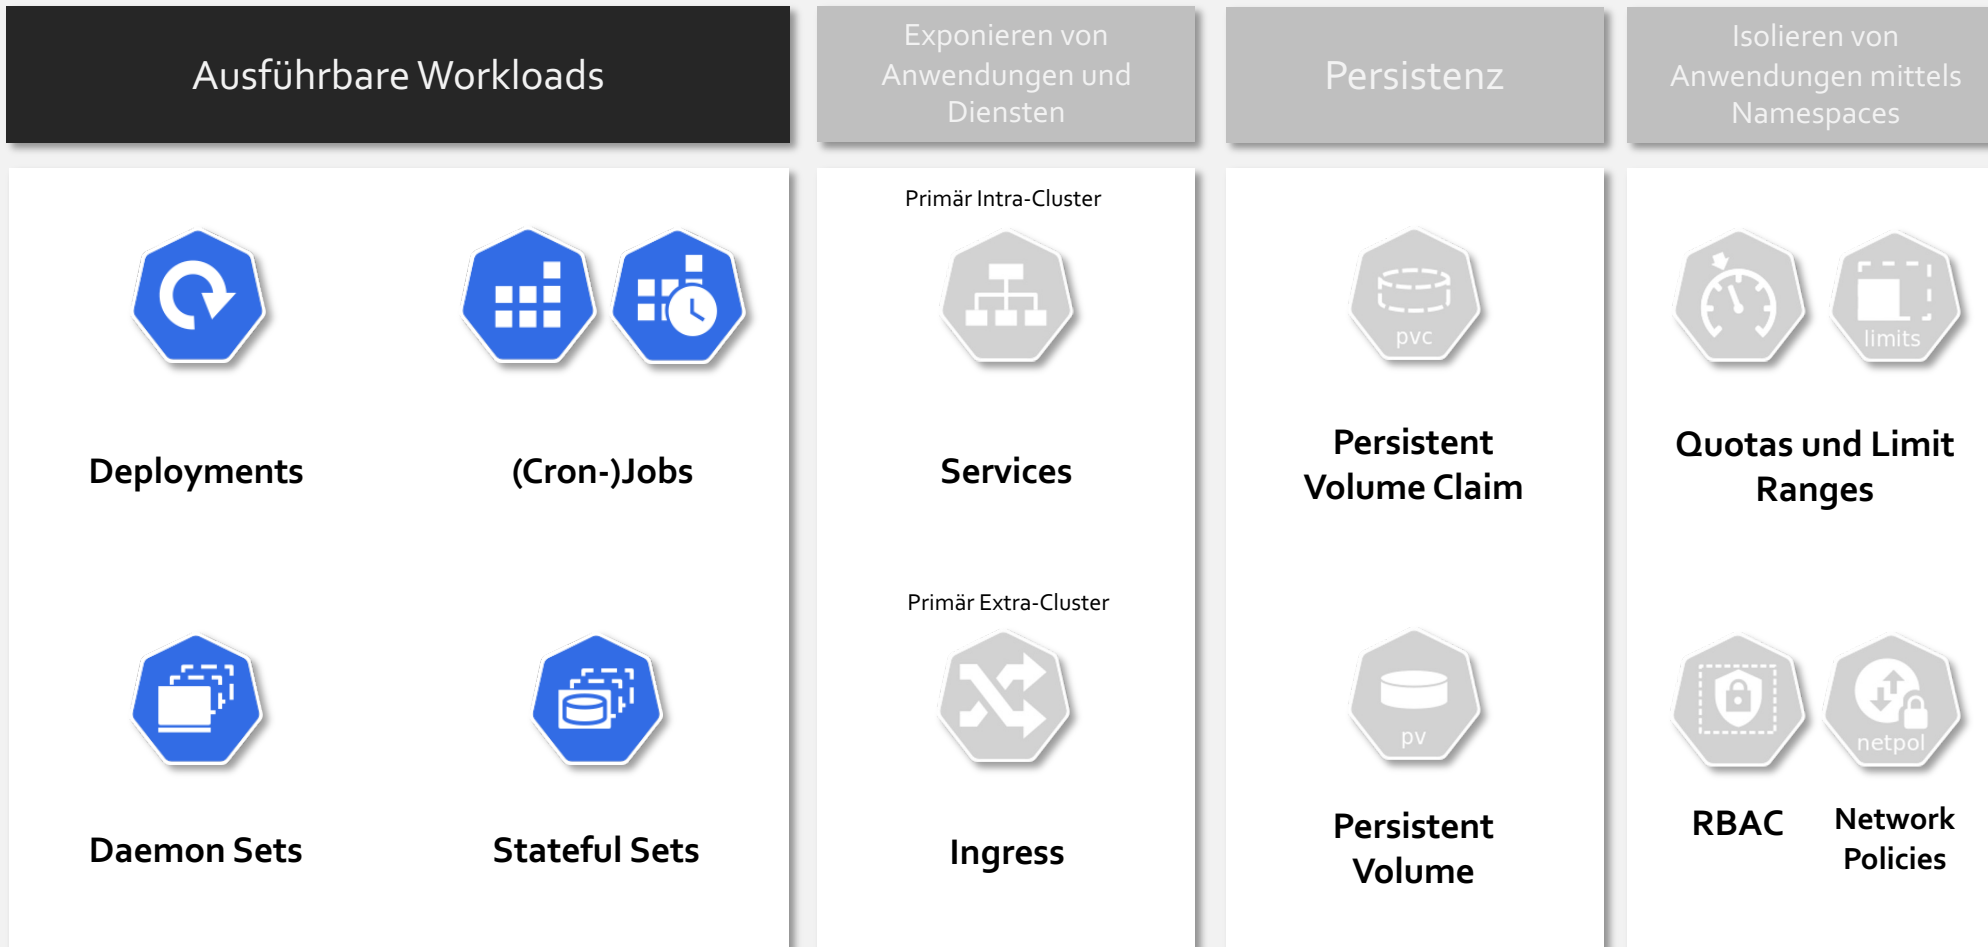 Ausführbare Workloads
Exponieren von
Anwendungen und
Diensten
Persistenz
Isolieren von
Anwendungen mittels
Namespaces
Deployments
(Cron-)Jobs
Daemon Sets
Stateful Sets
Primär Intra-Cluster
Services
Primär Extra-Cluster
Ingress
pvc
Persistent
Volume Claim
pv
Persistent
Volume
limits
Quotas und Limit
Ranges
netpol
RBAC
Network
Policies